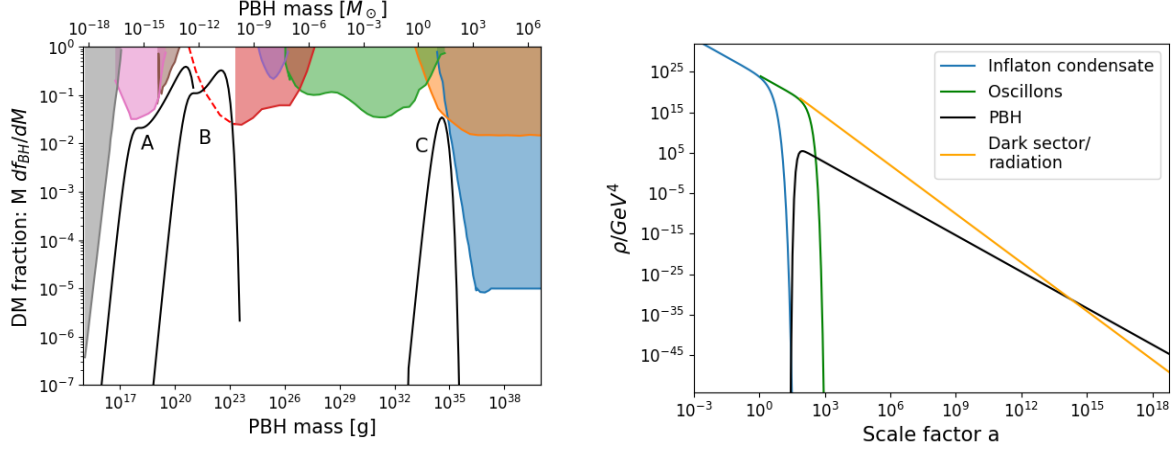 PBH mass [M⊙]
10⁻¹⁸ 10⁻¹⁵ 10⁻¹² 10⁻⁹ 10⁻⁶ 10⁻³ 10⁰ 10³ 10⁶
DM fraction: M df_BH/dM
10⁰
10⁻¹
10⁻²
10⁻³
10⁻⁴
10⁻⁵
10⁻⁶
10⁻⁷
A
B
C
10¹⁷ 10²⁰ 10²³ 10²⁶ 10²⁹ 10³² 10³⁵ 10³⁸
PBH mass [g]
ρ/GeV⁴
10²⁵
10¹⁵
10⁵
10⁻⁵
10⁻¹⁵
10⁻²⁵
10⁻³⁵
10⁻⁴⁵
Inflaton condensate
Oscillons
PBH
Dark sector/
radiation
10⁻³ 10⁰ 10³ 10⁶ 10⁹ 10¹² 10¹⁵ 10¹⁸
Scale factor a